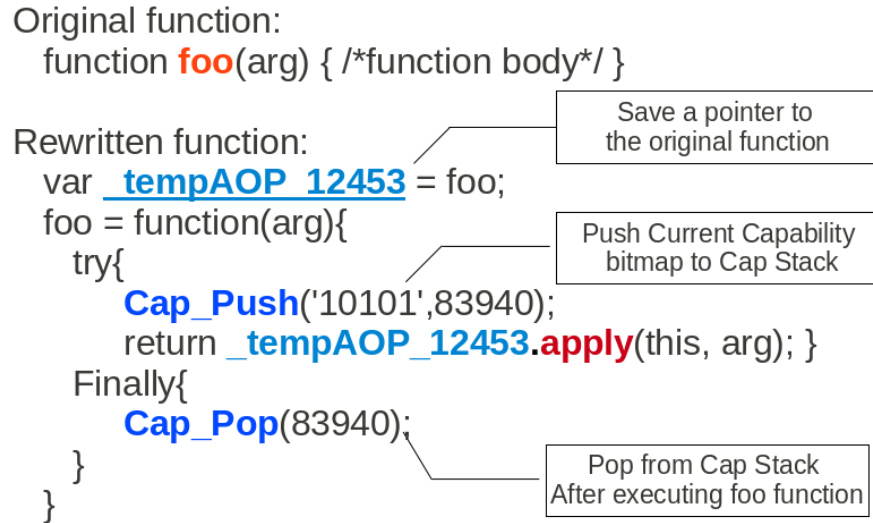 Original function:
function foo(arg) { /*function body*/ }
Save a pointer to
the original function
Rewritten function:
var _tempAOP_12453 = foo;
foo = function(arg){
Push Current Capability
bitmap to Cap Stack
try{
Cap_Push('10101',83940);
return _tempAOP_12453.apply(this, arg); }
Finally{
Cap_Pop(83940);
}
Pop from Cap Stack
After executing foo function
}